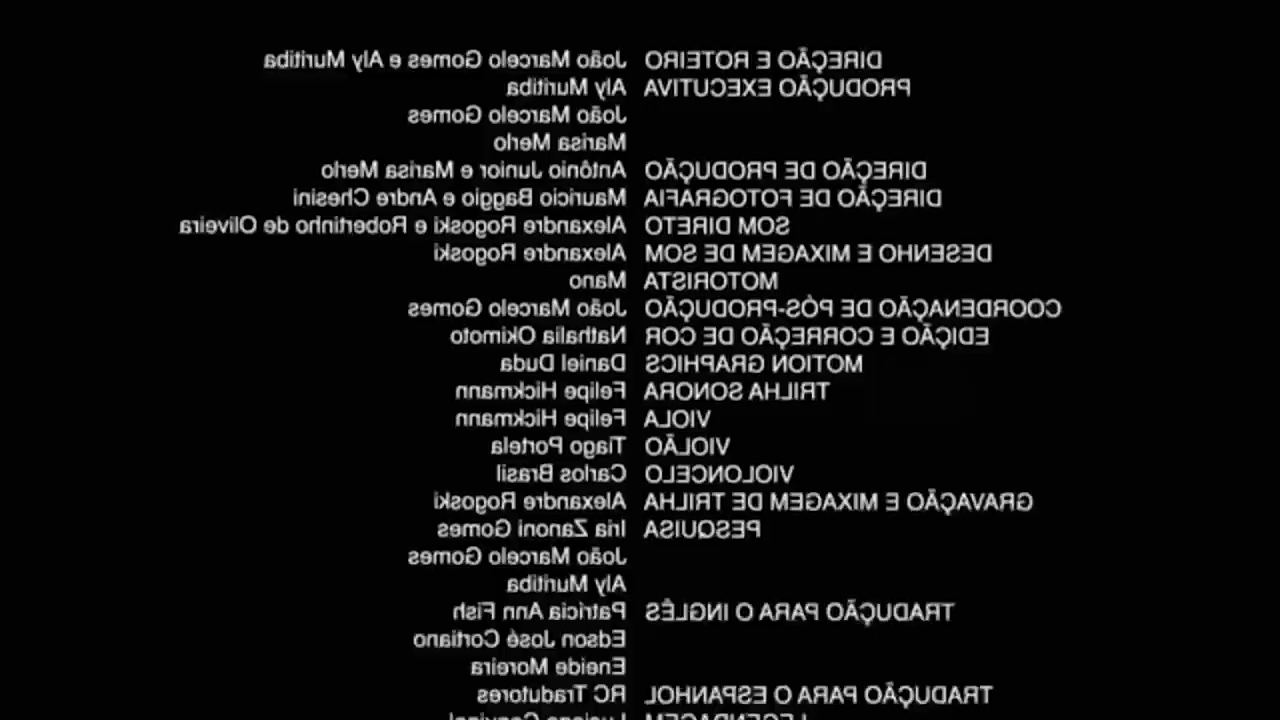 DIREÇÃO E ROTEIRO João Marcelo Gomes e Aly Muritiba
PRODUÇÃO EXECUTIVA Aly Muritiba
João Marcelo Gomes
Marisa Merlo
DIREÇÃO DE PRODUÇÃO Antônio Junior e Marisa Merlo
DIREÇÃO DE FOTOGRAFIA Mauricio Baggio e Andre Chesini
SOM DIRETO Alexandre Rogoski e Robertinho de Oliveira
DESENHO E MIXAGEM DE SOM Alexandre Rogoski
MOTORISTA Mano
COORDENAÇÃO DE PÓS-PRODUÇÃO João Marcelo Gomes
EDIÇÃO E CORREÇÃO DE COR Nathalia Okimoto
MOTION GRAPHICS Daniel Duda
TRILHA SONORA Felipe Hickmann
VIOLA Felipe Hickmann
VIOLÃO Tiago Portela
VIOLONCELO Carlos Brasil
GRAVAÇÃO E MIXAGEM DE TRILHA Alexandre Rogoski
PESQUISA Iria Zanoni Gomes
João Marcelo Gomes
Aly Muritiba
TRADUÇÃO PARA O INGLÊS Patrícia Ann Fish
Edson José Cortiano
Eneide Moreira
TRADUÇÃO PARA O ESPANHOL RC Tradutores
LEGENDAGEM